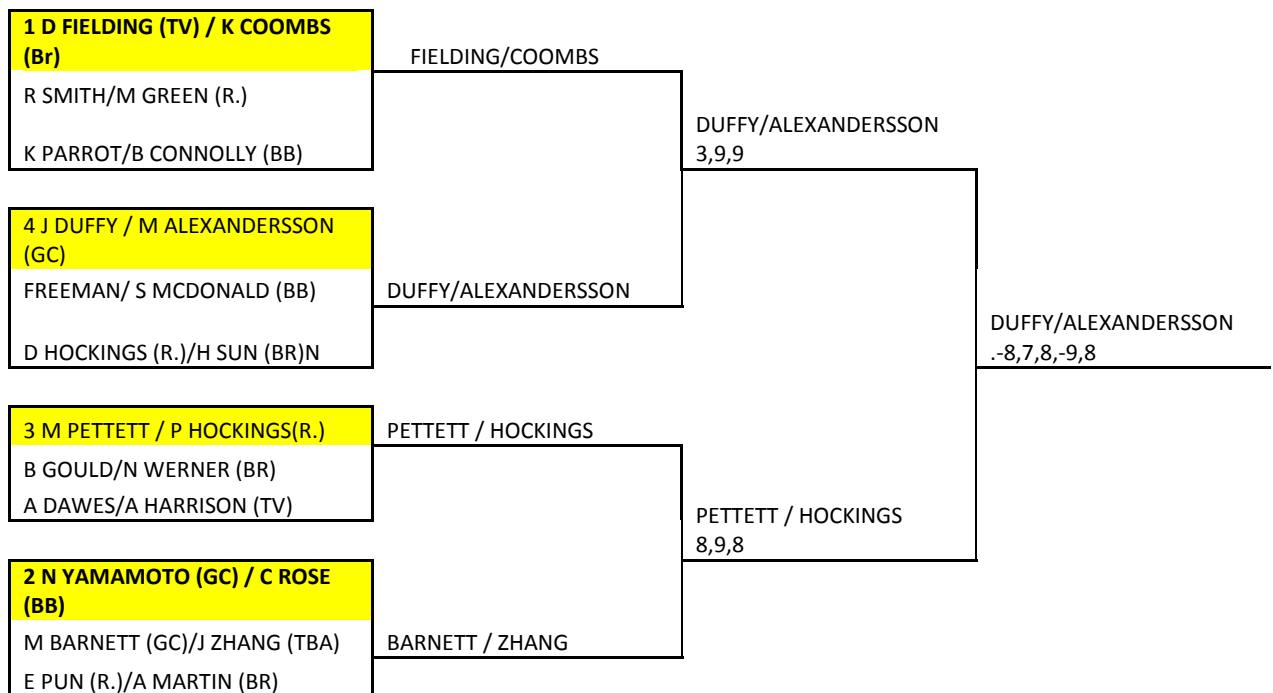 1 D FIELDING (TV) / K COOMBS
(Br)
R SMITH/M GREEN (R.)
K PARROT/B CONNOLLY (BB)
FIELDING/COOMBS
DUFFY/ALEXANDERSSON
3,9,9
4 J DUFFY / M ALEXANDERSSON
(GC)
FREEMAN/ S MCDONALD (BB)
D HOCKINGS (R.)/H SUN (BR)N
DUFFY/ALEXANDERSSON
DUFFY/ALEXANDERSSON
.-8,7,8,-9,8
3 M PETTETT / P HOCKINGS(R.)
B GOULD/N WERNER (BR)
A DAWES/A HARRISON (TV)
PETTETT / HOCKINGS
PETTETT / HOCKINGS
8,9,8
2 N YAMAMOTO (GC) / C ROSE
(BB)
M BARNETT (GC)/J ZHANG (TBA)
E PUN (R.)/A MARTIN (BR)
BARNETT / ZHANG